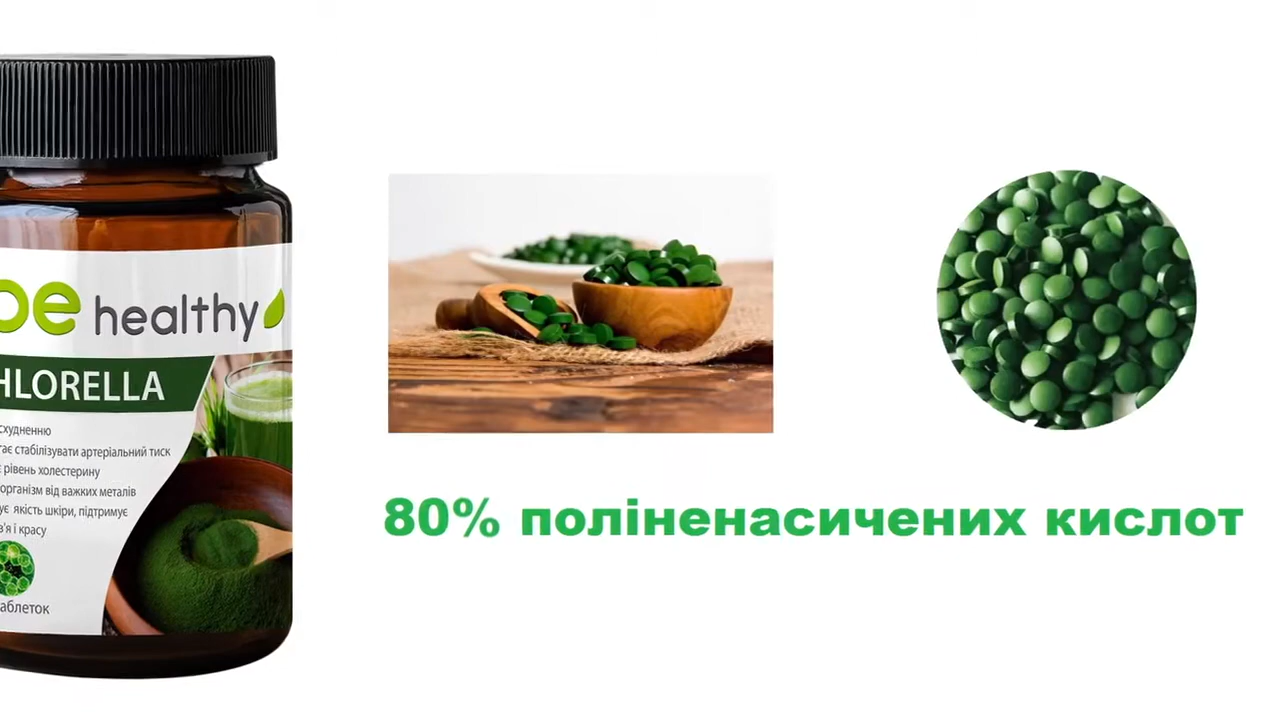 be healthy
HLORELLA
схудненню
гає стабілізувати артеріальний тиск
є рівень холестерину
організм від важких металів
ує якість шкіри, підтримує
в'я і красу
аблеток
80% поліненасичених кислот